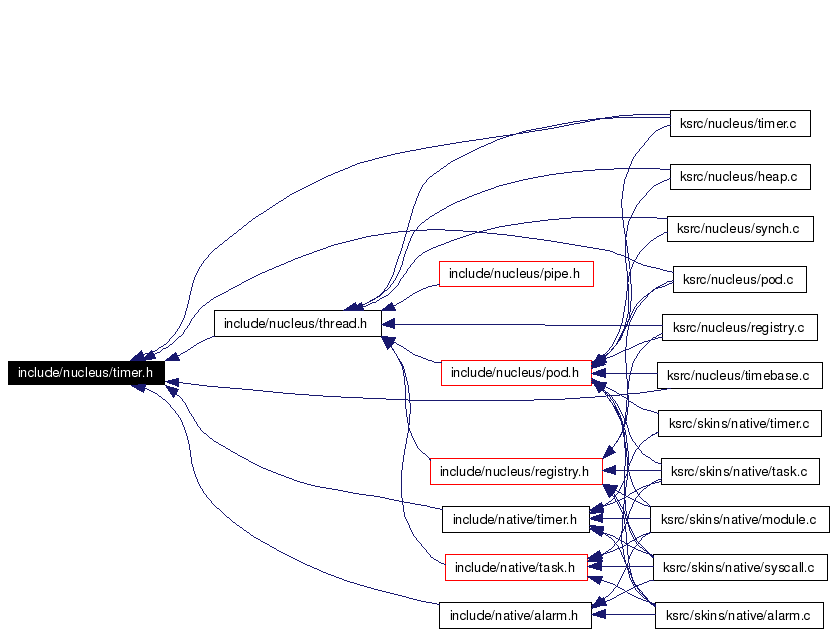 ksrc/nucleus/timer.c
ksrc/nucleus/heap.c
ksrc/nucleus/synch.c
include/nucleus/pipe.h
ksrc/nucleus/pod.c
include/nucleus/thread.h
ksrc/nucleus/registry.c
include/nucleus/timer.h
include/nucleus/pod.h
ksrc/nucleus/timebase.c
ksrc/skins/native/timer.c
include/nucleus/registry.h
ksrc/skins/native/task.c
include/native/timer.h
ksrc/skins/native/module.c
include/native/task.h
ksrc/skins/native/syscall.c
include/native/alarm.h
ksrc/skins/native/alarm.c